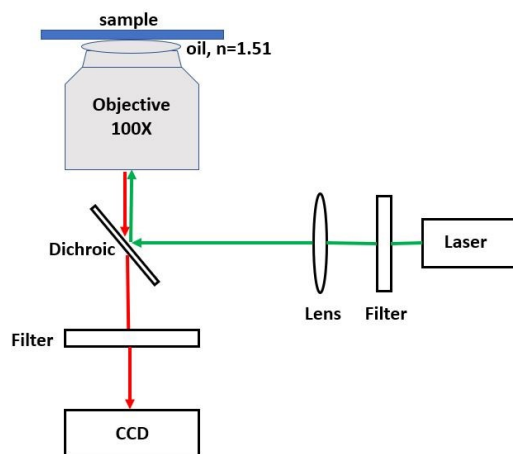 sample
oil, n=1.51
Objective
100X
Dichroic
Laser
Lens
Filter
Filter
CCD